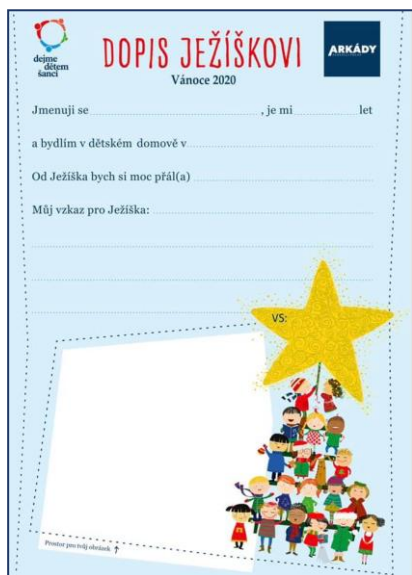 dejme
dětem
šanci
DOPIS JEŽÍŠKOVI
Vánoce 2020
ARKÁDY
Jmenuji se , je mi let
a bydlím v dětském domově v
Od Ježíška bych si moc přál(a)
Můj vzkaz pro Ježíška:
VS:
Prostor pro tvůj obrázek ↑